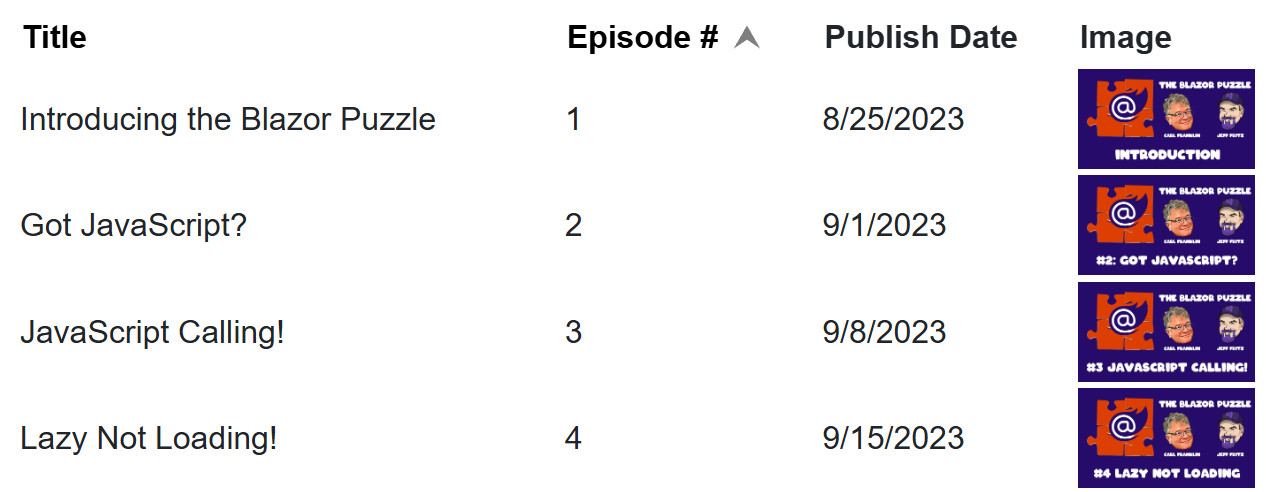 Title Episode # Publish Date Image
Introducing the Blazor Puzzle 1 8/25/2023
THE BLAZOR PUZZLE
@
CARL FRANKLIN JEFF FRITZ
INTRODUCTION
Got JavaScript? 2 9/1/2023
THE BLAZOR PUZZLE
@
CARL FRANKLIN JEFF FRITZ
#2: GOT JAVASCRIPT?
JavaScript Calling! 3 9/8/2023
THE BLAZOR PUZZLE
@
CARL FRANKLIN JEFF FRITZ
#3 JAVASCRIPT CALLING!
Lazy Not Loading! 4 9/15/2023
THE BLAZOR PUZZLE
@
CARL FRANKLIN JEFF FRITZ
#4 LAZY NOT LOADING